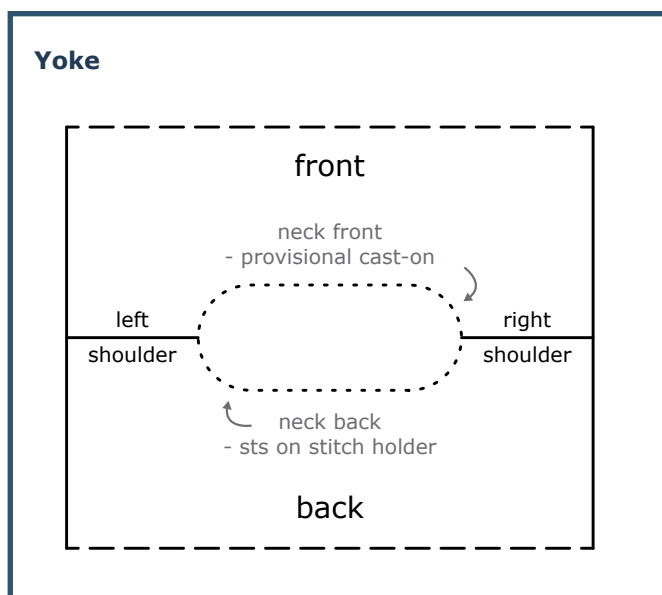 Yoke
front
neck front
- provisional cast-on
left
shoulder
right
shoulder
neck back
- sts on stitch holder
back